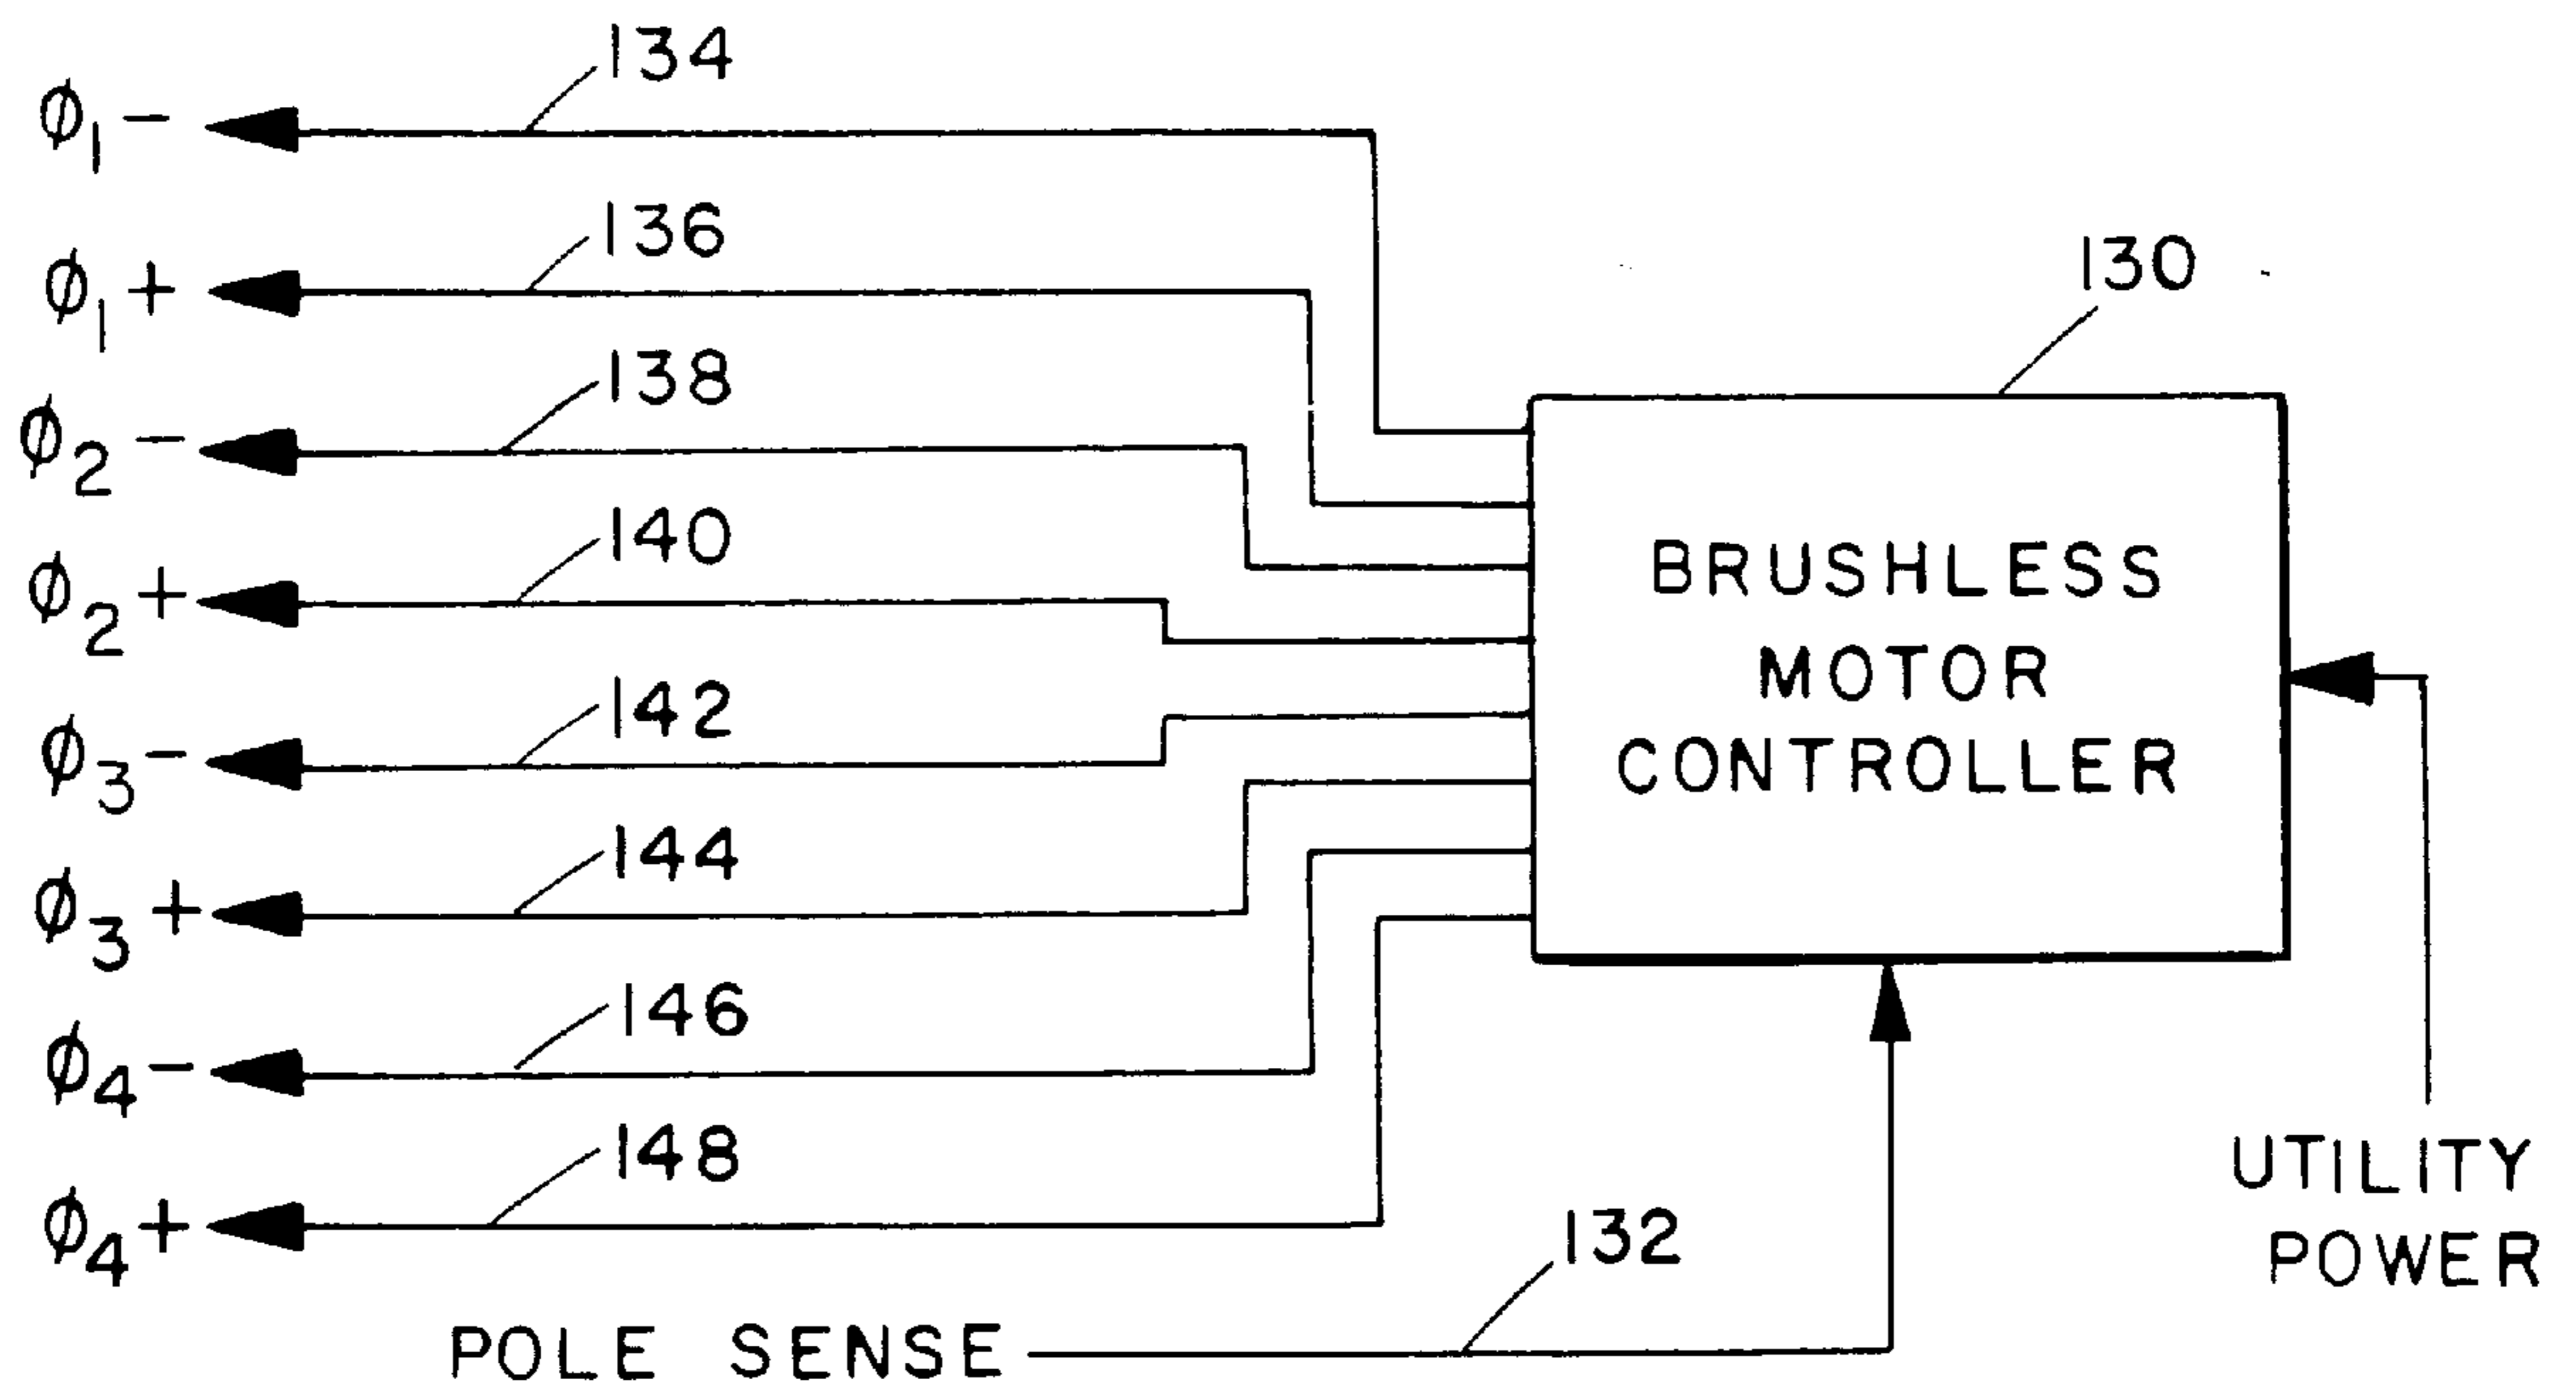 134
ϕ1−
136
ϕ1+
130
138
ϕ2−
140
ϕ2+
BRUSHLESS
MOTOR
CONTROLLER
142
ϕ3−
144
ϕ3+
146
ϕ4−
148
ϕ4+
UTILITY
POWER
132
POLE SENSE